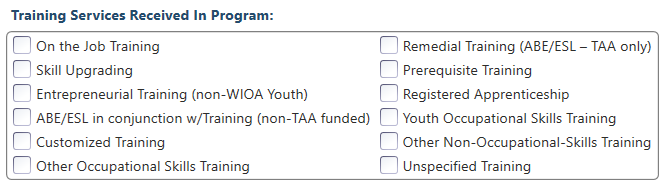 Training Services Received In Program:
On the Job Training
Remedial Training (ABE/ESL – TAA only)
Skill Upgrading
Prerequisite Training
Entrepreneurial Training (non-WIOA Youth)
Registered Apprenticeship
ABE/ESL in conjunction w/Training (non-TAA funded)
Youth Occupational Skills Training
Customized Training
Other Non-Occupational-Skills Training
Other Occupational Skills Training
Unspecified Training